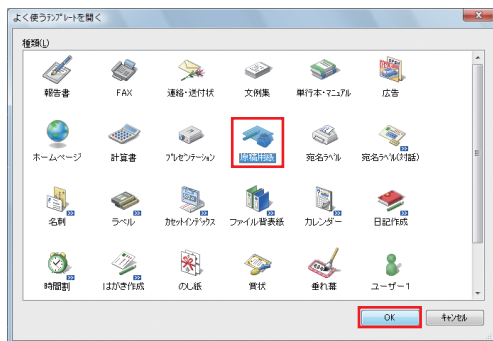 よく使うﾃﾝﾌﾟﾚｰﾄを開く
種類(L)
報告書 FAX 連絡・送付状 文例集 単行本・ﾏﾆｭｱﾙ 広告
ホームページ 計算書 ﾌﾟﾚｾﾞﾝﾃｰｼｮﾝ 原稿用紙 宛名ﾗﾍﾞﾙ 宛名ﾗﾍﾞﾙ(対話)
名刺 ラベル ｶｾｯﾄｲﾝﾃﾞｯｸｽ ファイル背表紙 カレンダー 日記作成
時間割 はがき作成 のし紙 賞状 垂れ幕 ユーザー1
OK ｷｬﾝｾﾙ